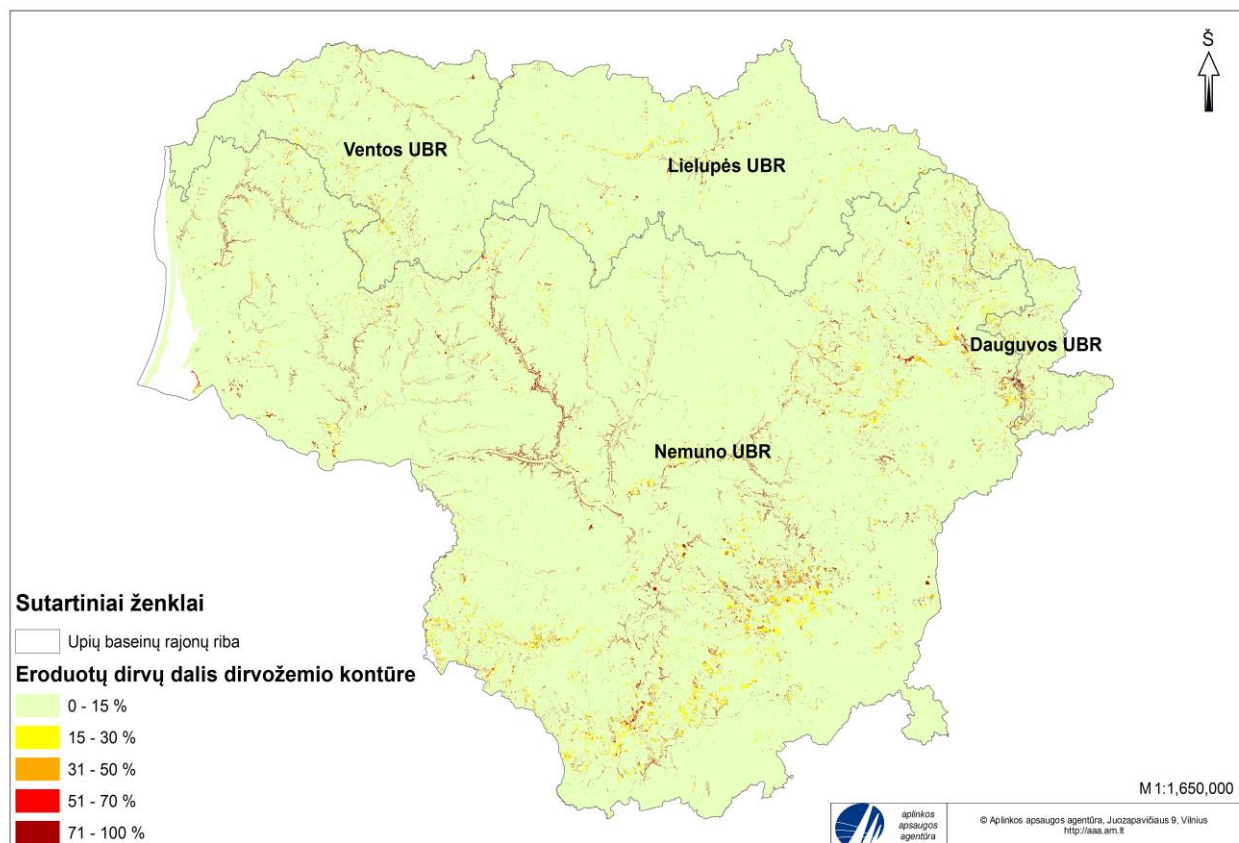 Š
Ventos UBR
Lielupės UBR
Dauguvos UBR
Nemuno UBR
Sutartiniai ženklai
Upių baseinų rajonų riba
Eroduotų dirvų dalis dirvožemio kontūre
0 - 15 %
15 - 30 %
31 - 50 %
51 - 70 %
71 - 100 %
M 1:1,650,000
aplinkos
apsaugos
agentūra
© Aplinkos apsaugos agentūra, Juozapavičiaus 9, Vilnius
http://aaa.am.lt